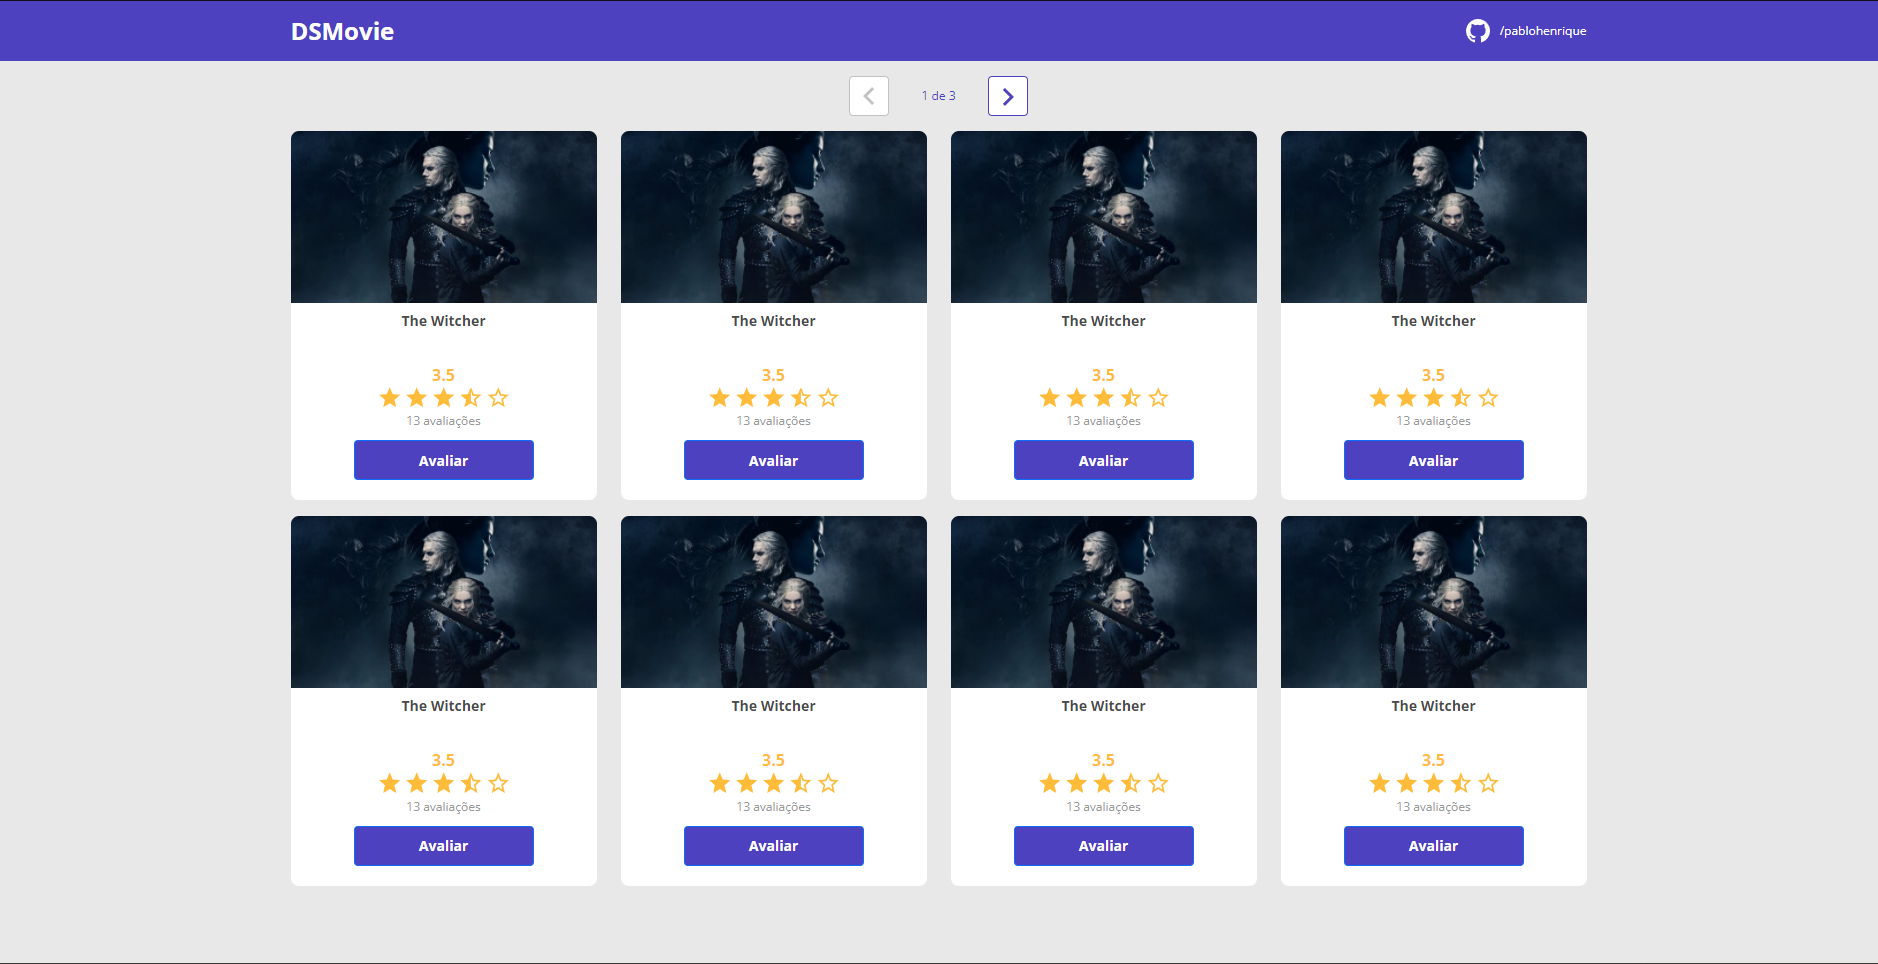 DSMovie
/pablohenrique
1 de 3
The Witcher
The Witcher
The Witcher
The Witcher
3.5
3.5
3.5
3.5
13 avaliações
13 avaliações
13 avaliações
13 avaliações
Avaliar
Avaliar
Avaliar
Avaliar
The Witcher
The Witcher
The Witcher
The Witcher
3.5
3.5
3.5
3.5
13 avaliações
13 avaliações
13 avaliações
13 avaliações
Avaliar
Avaliar
Avaliar
Avaliar